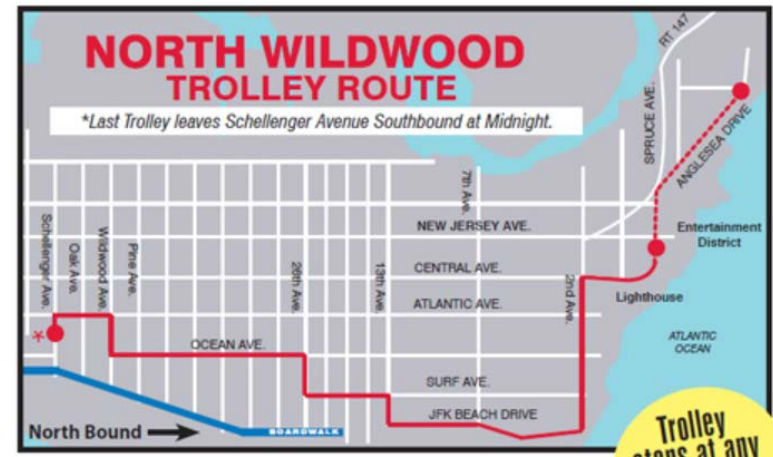 NORTH WILDWOOD
TROLLEY ROUTE
*Last Trolley leaves Schellenger Avenue Southbound at Midnight.
RT 147
SPRUCE AVE.
ANGLESEA DRIVE
7th Ave.
NEW JERSEY AVE.
Entertainment
District
Schellenger Ave.
Oak Ave.
Wildwood Ave.
Pine Ave.
26th Ave.
13th Ave.
CENTRAL AVE.
2nd Ave.
Lighthouse
ATLANTIC AVE.
*
OCEAN AVE.
ATLANTIC
OCEAN
SURF AVE.
JFK BEACH DRIVE
North Bound
BOARDWALK
Trolley
stops at any